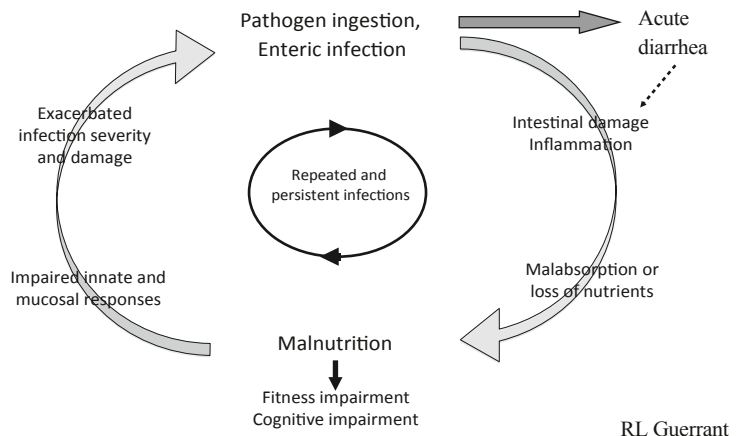 Pathogen ingestion,
Enteric infection
Acute
diarrhea
Intestinal damage
Inflammation
Malabsorption or
loss of nutrients
Malnutrition
Fitness impairment
Cognitive impairment
Impaired innate and
mucosal responses
Exacerbated
infection severity
and damage
Repeated and
persistent infections
RL Guerrant